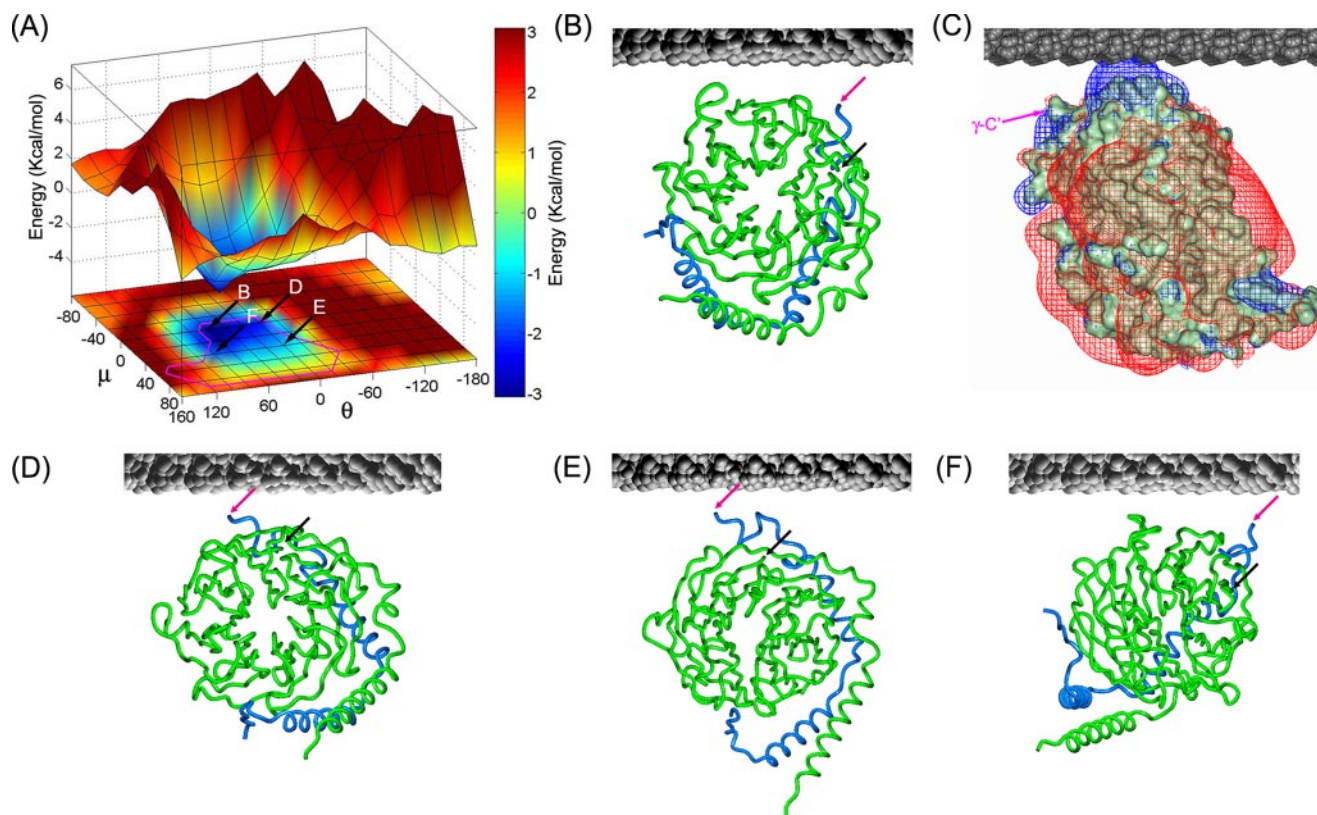 (A)
6
4
2
0
-2
-4
Energy (Kcal/mol)
-80
-40
0
40
80
μ
160
120
60
0
-60
-120
-180
θ
B
D
F
E
3
2
1
0
-1
-2
-3
Energy (Kcal/mol)
(B)
(C)
γ-C'
(D)
(E)
(F)